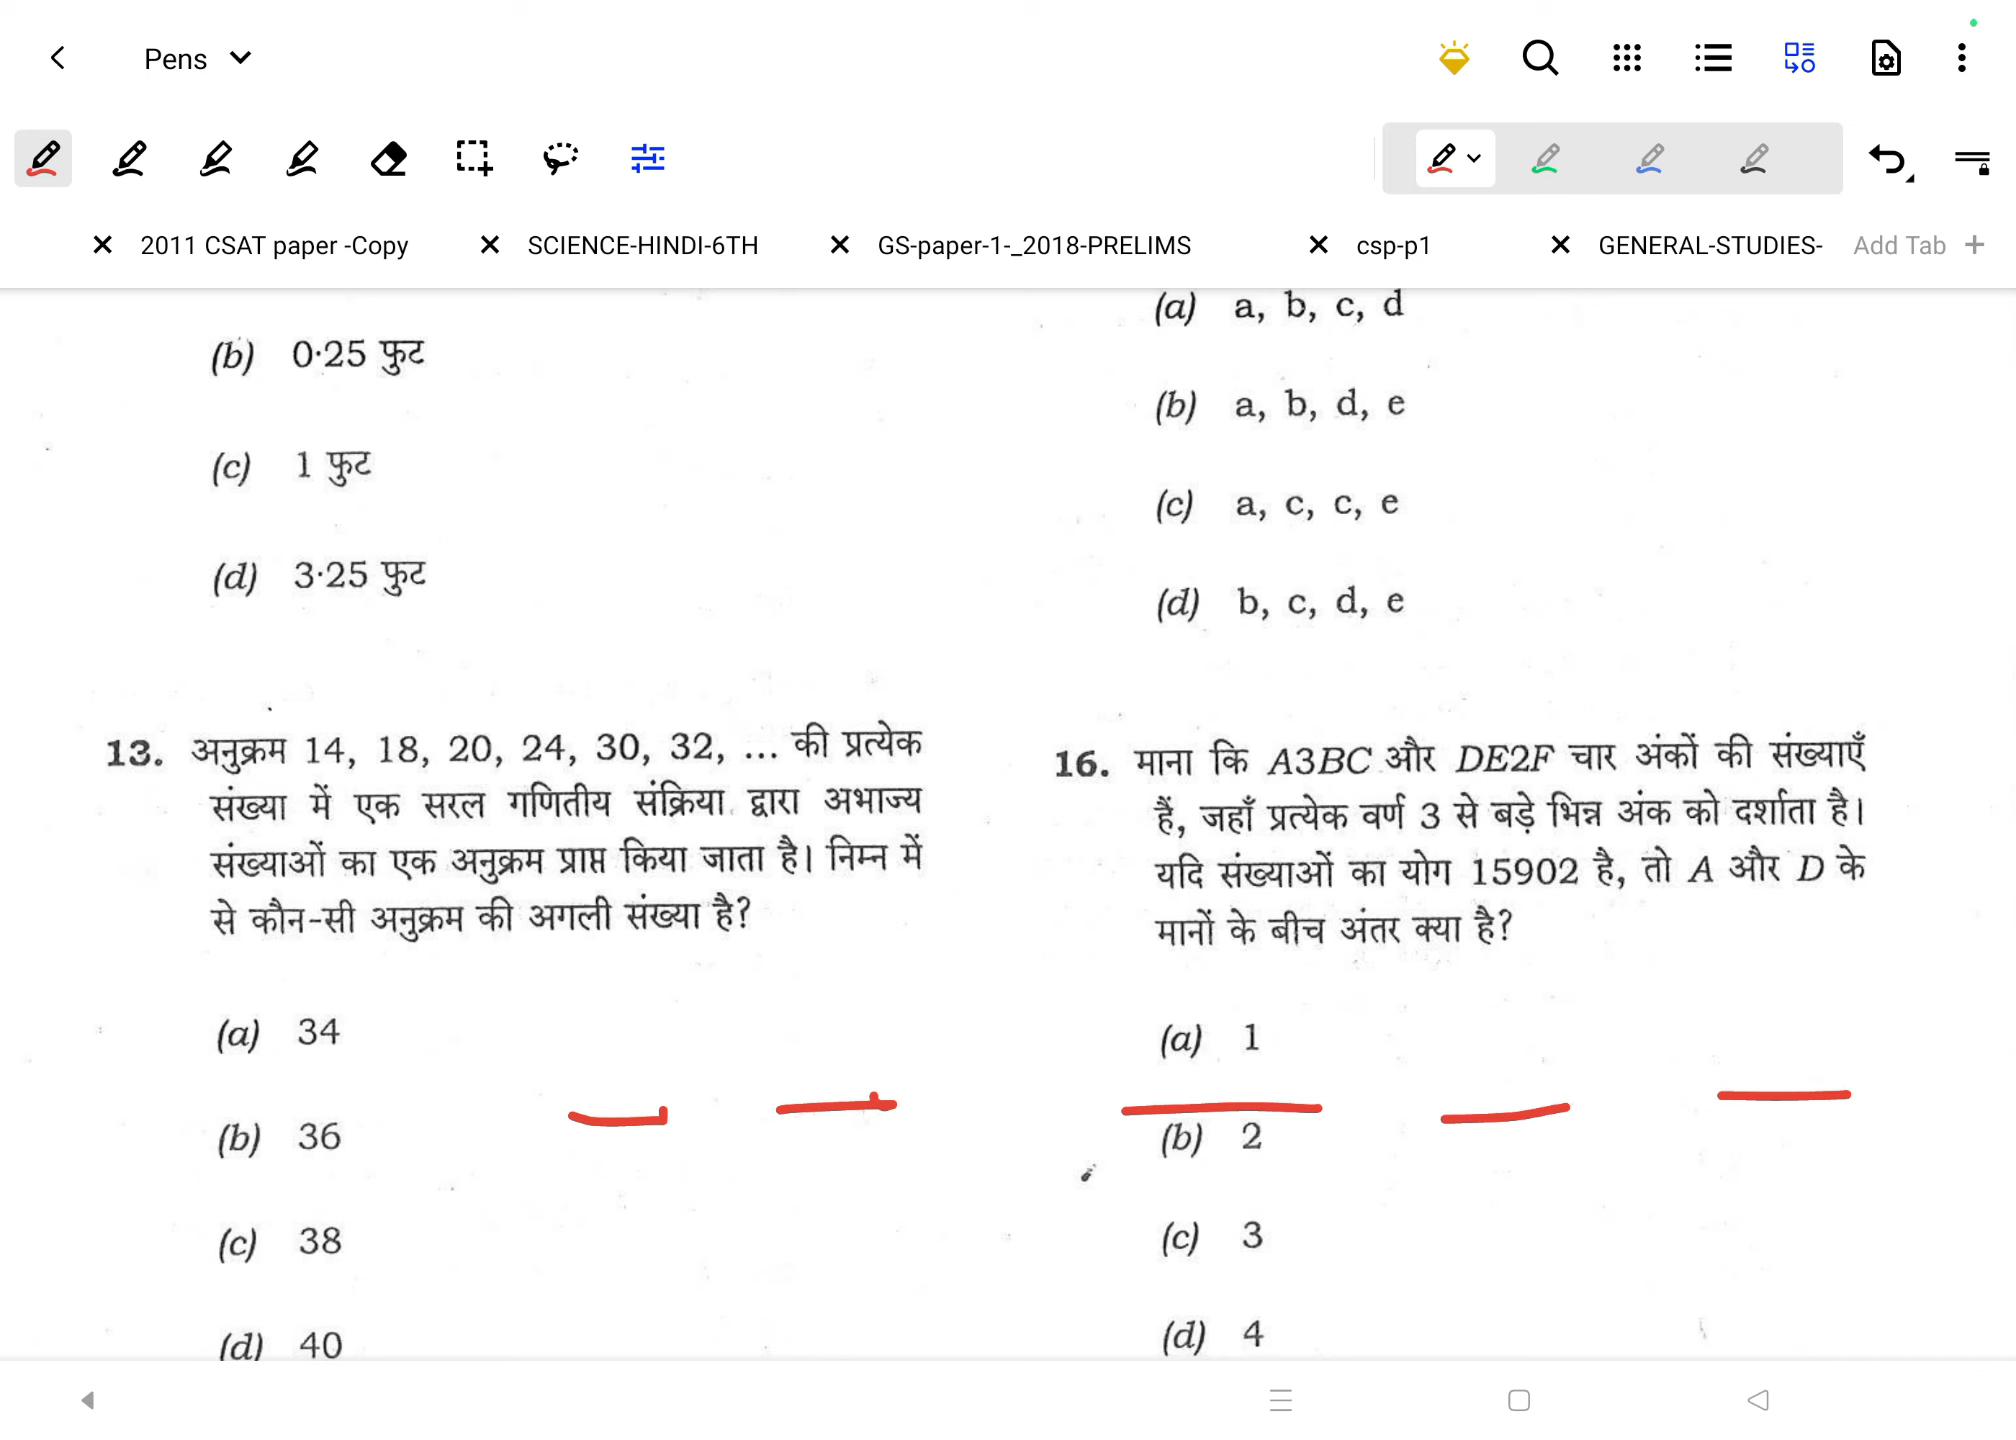 Pens
2011 CSAT paper -Copy
SCIENCE-HINDI-6TH
GS-paper-1-_2018-PRELIMS
csp-p1
GENERAL-STUDIES-
Add Tab +
(b) 0·25 फुट
(c) 1 फुट
(d) 3·25 फुट
13. अनुक्रम 14, 18, 20, 24, 30, 32, ... की प्रत्येक
संख्या में एक सरल गणितीय संक्रिया द्वारा अभाज्य
संख्याओं का एक अनुक्रम प्राप्त किया जाता है। निम्न में
से कौन-सी अनुक्रम की अगली संख्या है?
(a) 34
(b) 36
(c) 38
(d) 40
(a) a, b, c, d
(b) a, b, d, e
(c) a, c, c, e
(d) b, c, d, e
16. माना कि A3BC और DE2F चार अंकों की संख्याएँ
हैं, जहाँ प्रत्येक वर्ण 3 से बड़े भिन्न अंक को दर्शाता है।
यदि संख्याओं का योग 15902 है, तो A और D के
मानों के बीच अंतर क्या है?
(a) 1
(b) 2
(c) 3
(d) 4